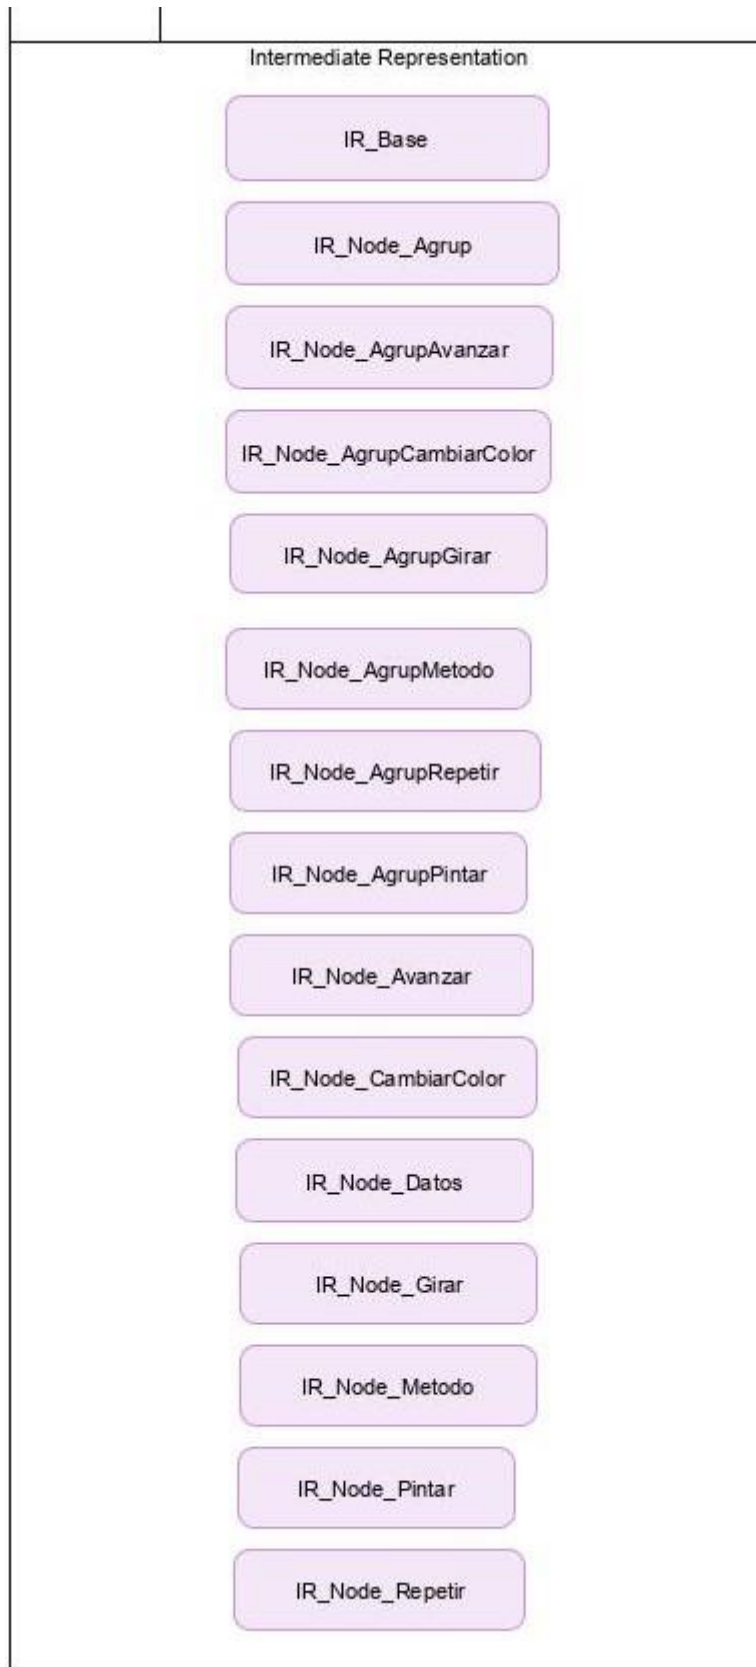 Intermediate Representation
IR_Base
IR_Node_Agrup
IR_Node_AgrupAvanzar
IR_Node_AgrupCambiarColor
IR_Node_AgrupGirar
IR_Node_AgrupMetodo
IR_Node_AgrupRepetir
IR_Node_AgrupPintar
IR_Node_Avanzar
IR_Node_CambiarColor
IR_Node_Datos
IR_Node_Girar
IR_Node_Metodo
IR_Node_Pintar
IR_Node_Repetir